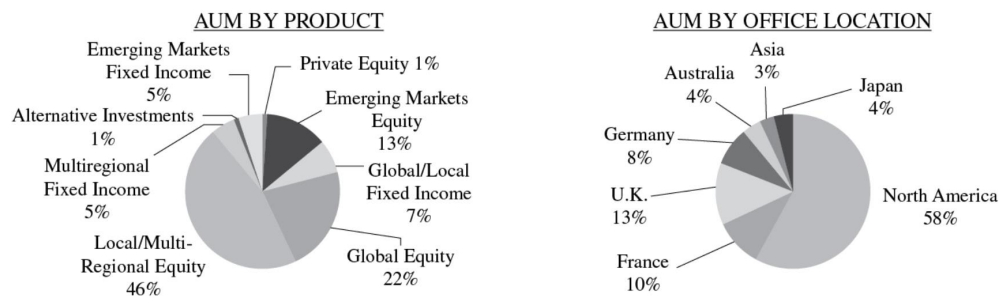 AUM BY PRODUCT
Emerging Markets
Fixed Income
5%
Private Equity 1%
Alternative Investments
1%
Emerging Markets
Equity
13%
Multiregional
Fixed Income
5%
Global/Local
Fixed Income
7%
Local/Multi-
Regional Equity
46%
Global Equity
22%
AUM BY OFFICE LOCATION
Asia
3%
Australia
4%
Japan
4%
Germany
8%
U.K.
13%
North America
58%
France
10%